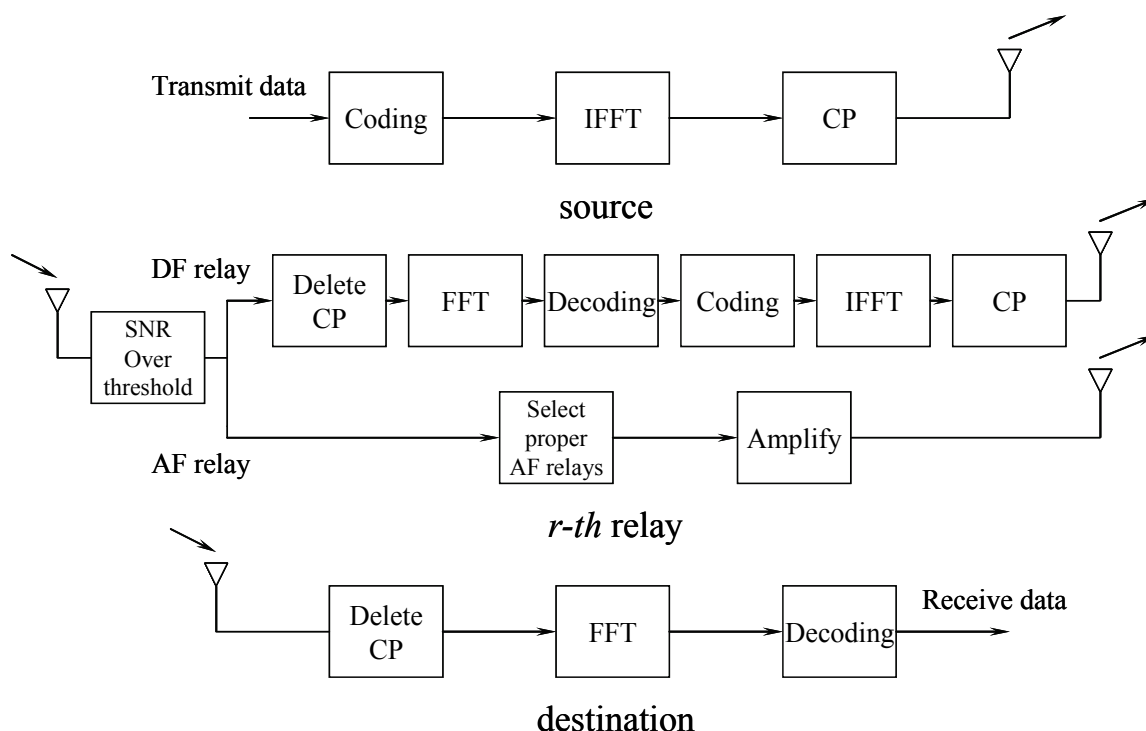 Transmit data
Coding
IFFT
CP
source
DF relay
SNR
Over
threshold
Delete
CP
FFT
Decoding
Coding
IFFT
CP
AF relay
Select
proper
AF relays
Amplify
r-th relay
Delete
CP
FFT
Decoding
Receive data
destination